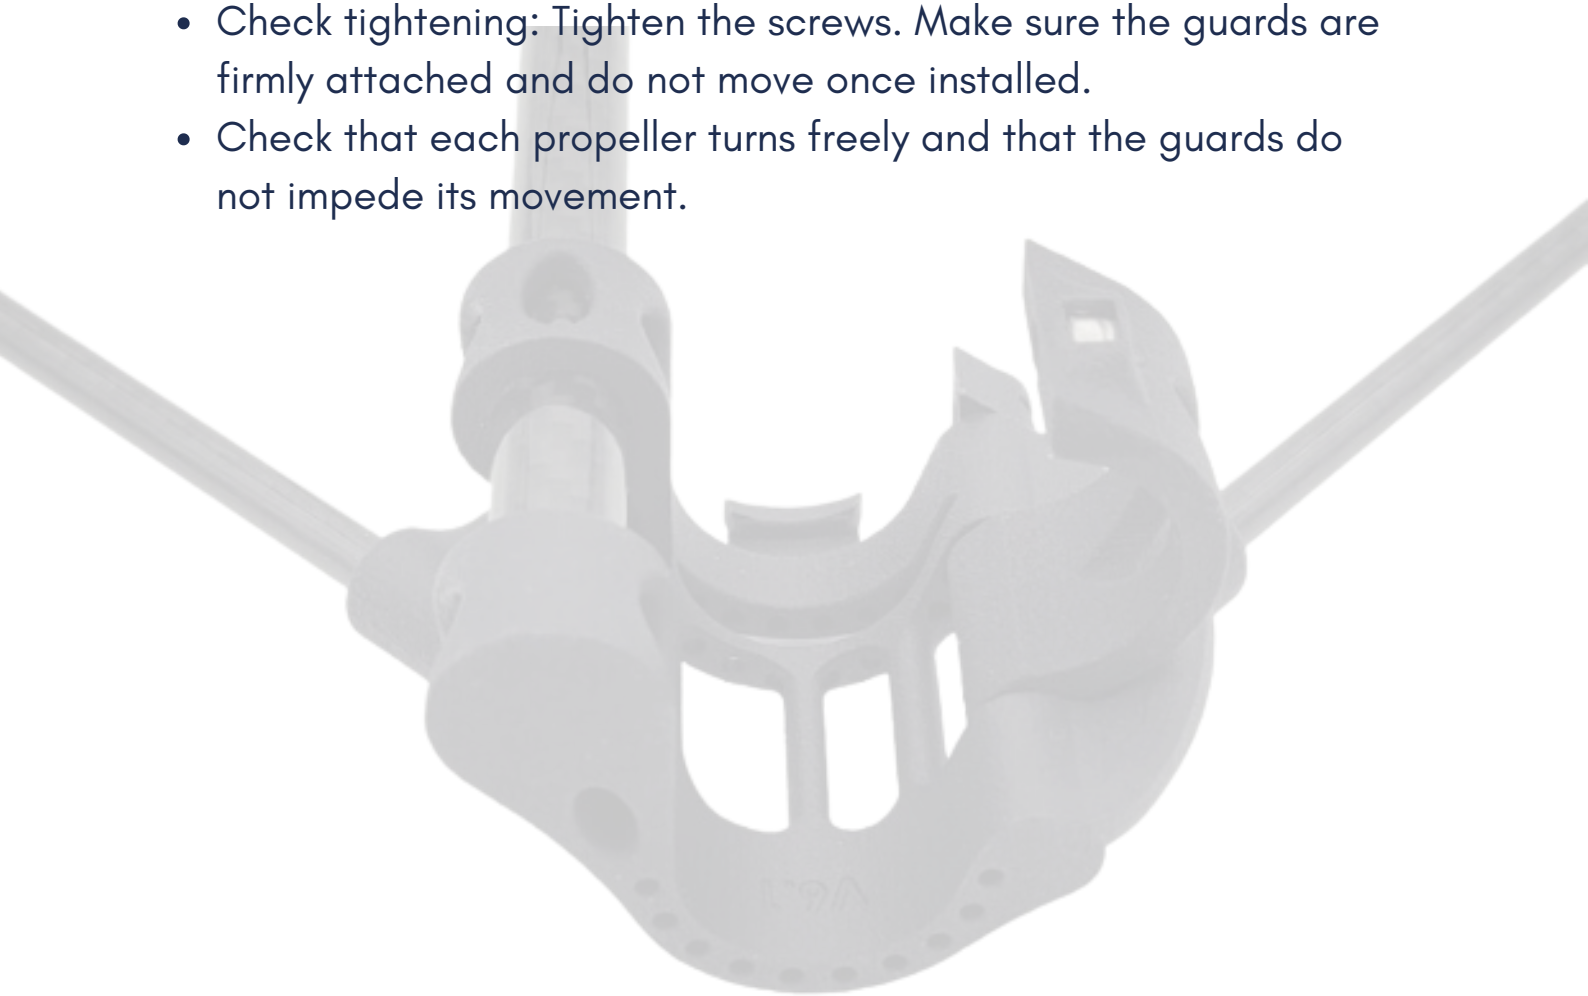 • Check tightening: Tighten the screws. Make sure the guards are
firmly attached and do not move once installed.
• Check that each propeller turns freely and that the guards do
not impede its movement.